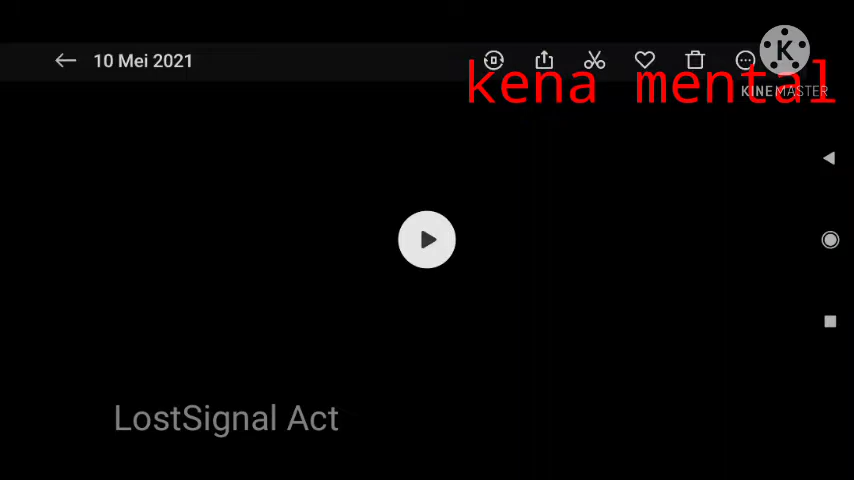 10 Mei 2021
kena mental
K
KINEMASTER
LostSignal Act